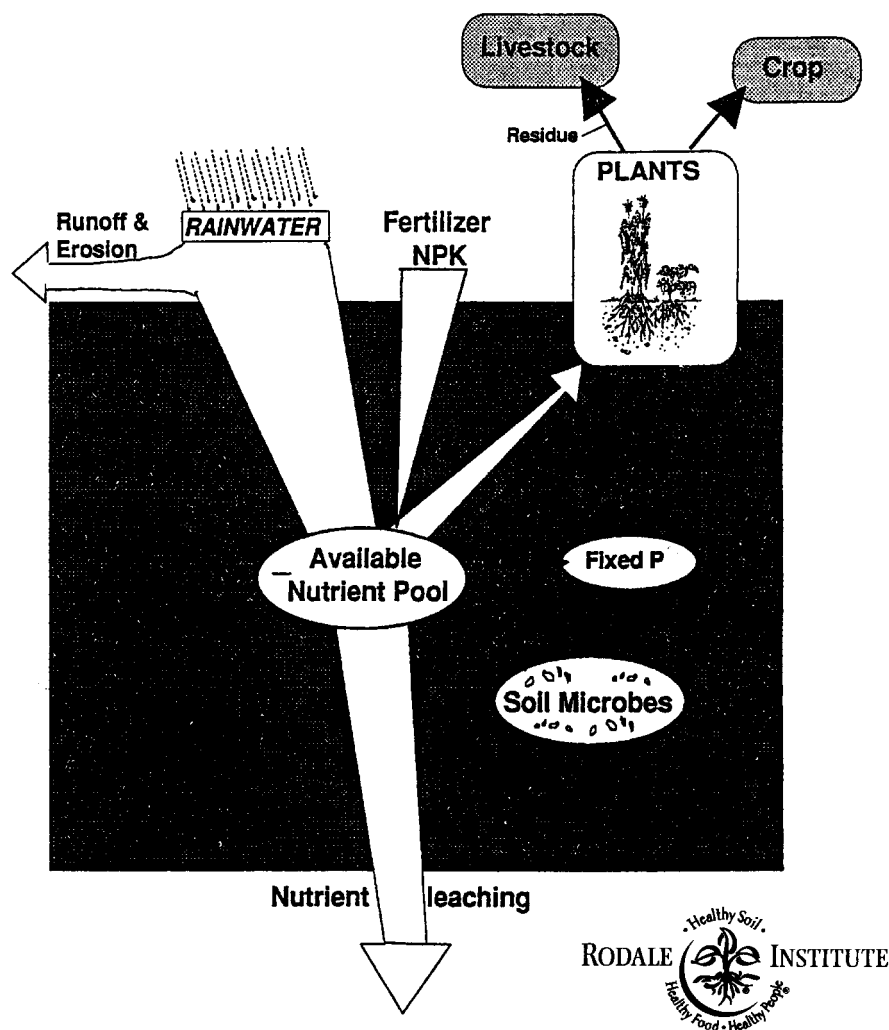 Livestock
Crop
Residue
PLANTS
RAINWATER
Runoff &
Erosion
Fertilizer
NPK
Available
Nutrient Pool
Fixed P
Soil Microbes
Nutrient leaching
RODALE INSTITUTE
Healthy Soil
Healthy Food • Healthy People®